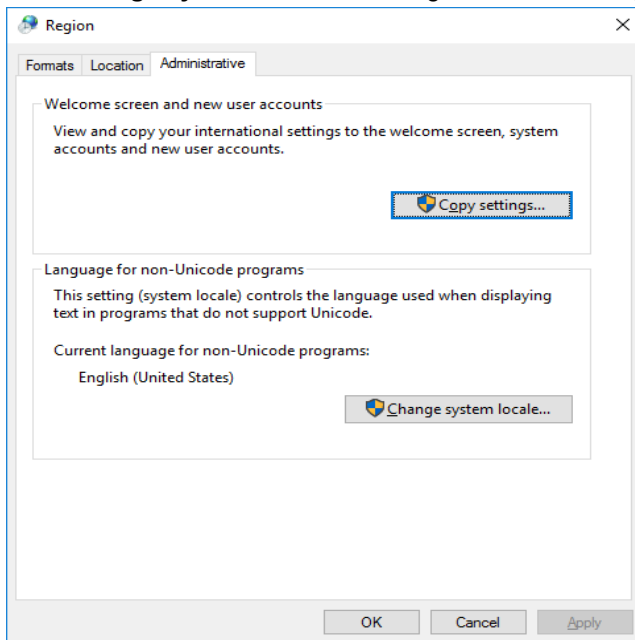 Region
Formats Location Administrative
Welcome screen and new user accounts
View and copy your international settings to the welcome screen, system
accounts and new user accounts.
Copy settings...
Language for non-Unicode programs
This setting (system locale) controls the language used when displaying
text in programs that do not support Unicode.
Current language for non-Unicode programs:
English (United States)
Change system locale...
OK Cancel Apply